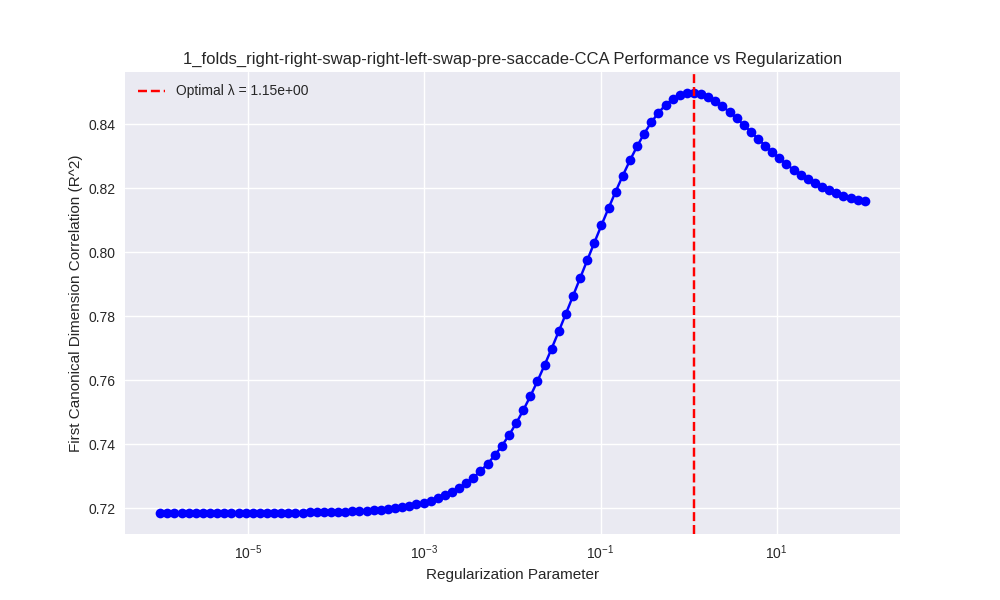 1_folds_right-right-swap-right-left-swap-pre-saccade-CCA Performance vs Regularization
Optimal λ = 1.15e+00
First Canonical Dimension Correlation (R^2)
0.84
0.82
0.80
0.78
0.76
0.74
0.72
10⁻⁵
10⁻³
10⁻¹
10¹
Regularization Parameter